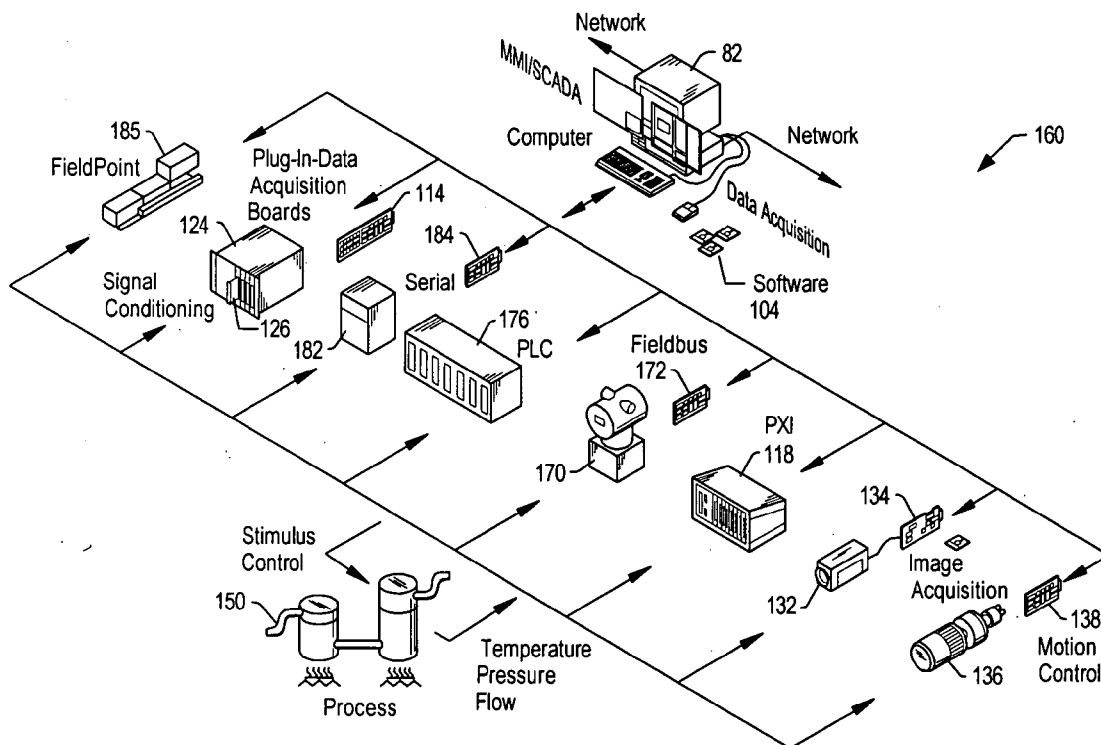 Network
82
MMI/SCADA
Computer
Network
160
185
FieldPoint
Plug-In-Data
Acquisition
Boards
114
124
184
Data Acquisition
Serial
Software
104
Signal
Conditioning
126
182
176
PLC
Fieldbus
172
170
PXI
118
134
Stimulus
Control
132
Image
Acquisition
138
150
136
Motion
Control
Temperature
Pressure
Flow
Process